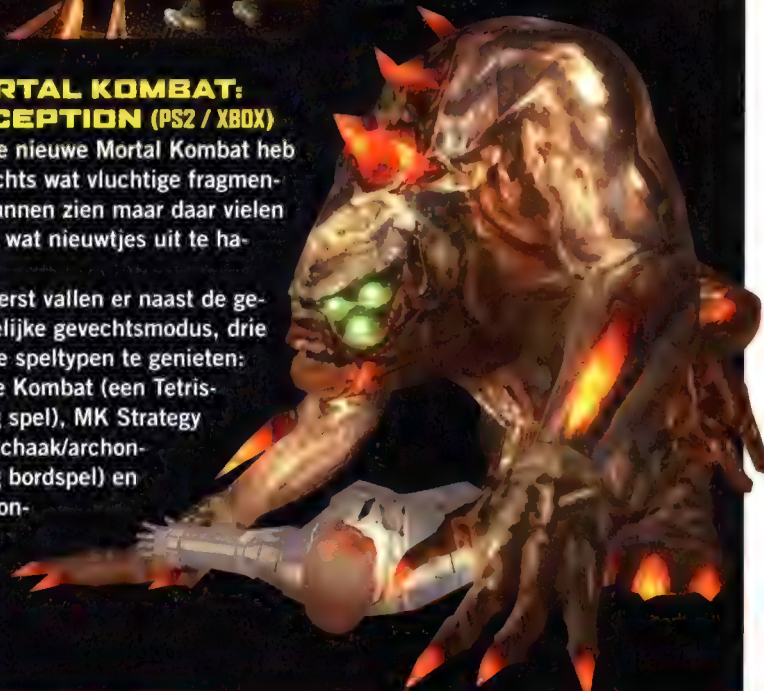 RTAL KOMBAT:
CEPTION (PS2 / XBOX)
e nieuwe Mortal Kombat heb
chts wat vluchtige fragmen-
unnen zien maar daar vielen
wat nieuwtjes uit te ha-
erst vallen er naast de ge-
elijke gevechtsmodus, drie
e speltypen te genieten:
e Kombat (een Tetris-
g spel), MK Strategy
chaak/archon-
g bordspel) en
on-